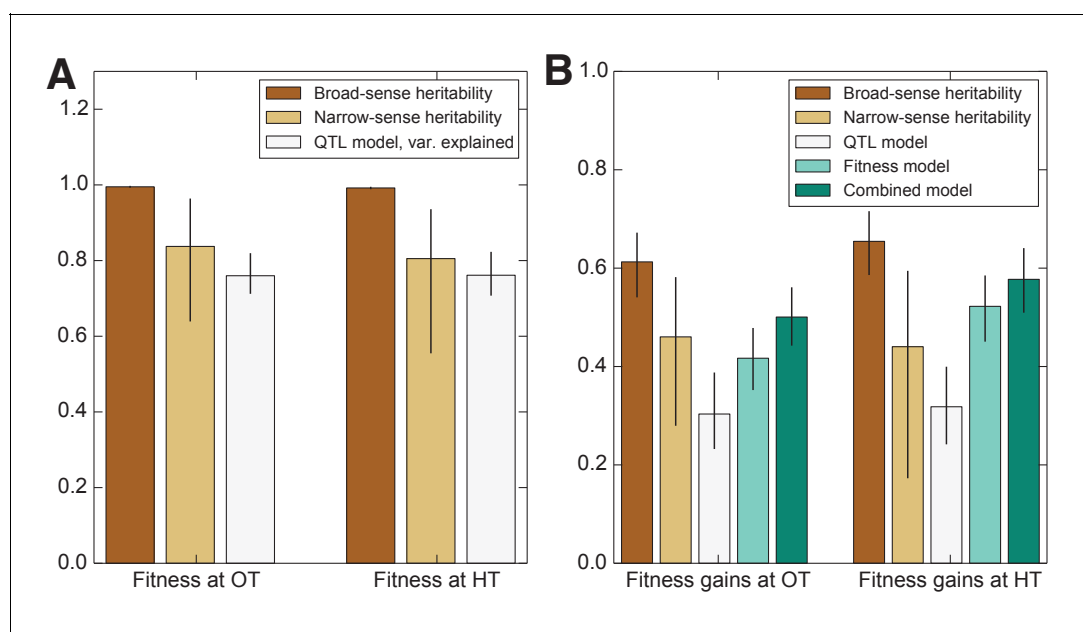 A
1.2
1.0
0.8
0.6
0.4
0.2
0.0
Broad-sense heritability
Narrow-sense heritability
QTL model, var. explained
Fitness at OT
Fitness at HT
B
1.0
0.8
0.6
0.4
0.2
0.0
Broad-sense heritability
Narrow-sense heritability
QTL model
Fitness model
Combined model
Fitness gains at OT
Fitness gains at HT